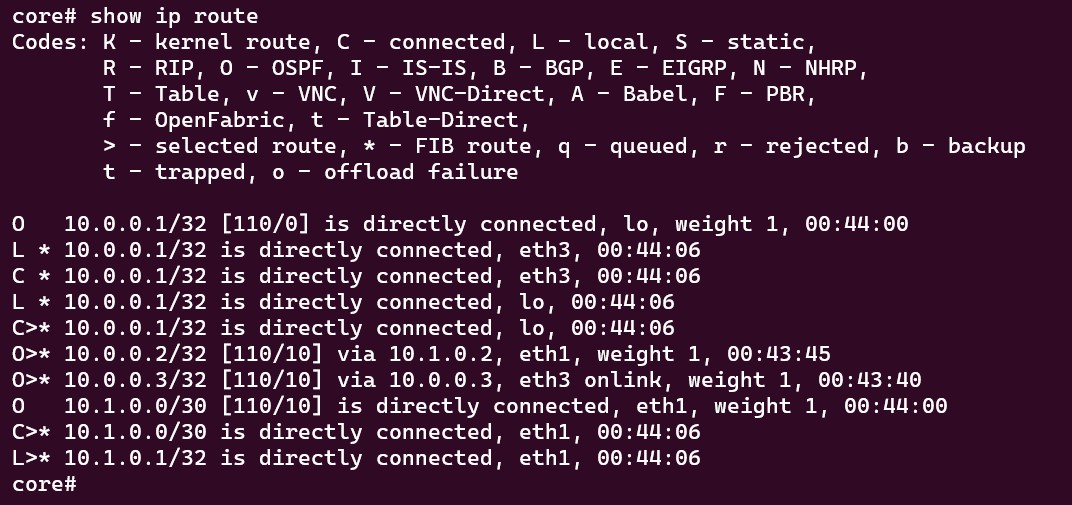 core# show ip route
Codes: K - kernel route, C - connected, L - local, S - static,
       R - RIP, O - OSPF, I - IS-IS, B - BGP, E - EIGRP, N - NHRP,
       T - Table, v - VNC, V - VNC-Direct, A - Babel, F - PBR,
       f - OpenFabric, t - Table-Direct,
       > - selected route, * - FIB route, q - queued, r - rejected, b - backup
       t - trapped, o - offload failure

O   10.0.0.1/32 [110/0] is directly connected, lo, weight 1, 00:44:00
L * 10.0.0.1/32 is directly connected, eth3, 00:44:06
C * 10.0.0.1/32 is directly connected, eth3, 00:44:06
L * 10.0.0.1/32 is directly connected, lo, 00:44:06
C>* 10.0.0.1/32 is directly connected, lo, 00:44:06
O>* 10.0.0.2/32 [110/10] via 10.1.0.2, eth1, weight 1, 00:43:45
O>* 10.0.0.3/32 [110/10] via 10.0.0.3, eth3 onlink, weight 1, 00:43:40
O   10.1.0.0/30 [110/10] is directly connected, eth1, weight 1, 00:44:00
C>* 10.1.0.0/30 is directly connected, eth1, 00:44:06
L>* 10.1.0.1/32 is directly connected, eth1, 00:44:06
core#